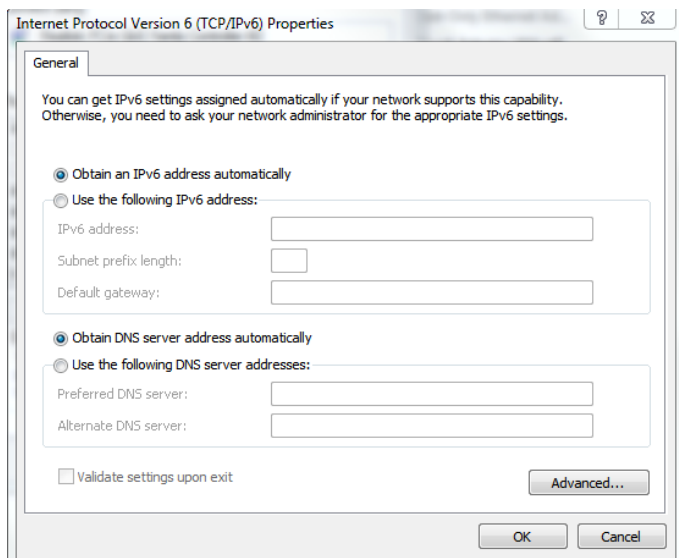 Internet Protocol Version 6 (TCP/IPv6) Properties
?
General
You can get IPv6 settings assigned automatically if your network supports this capability.
Otherwise, you need to ask your network administrator for the appropriate IPv6 settings.
Obtain an IPv6 address automatically
Use the following IPv6 address:
IPv6 address:
Subnet prefix length:
Default gateway:
Obtain DNS server address automatically
Use the following DNS server addresses:
Preferred DNS server:
Alternate DNS server:
Validate settings upon exit
Advanced...
OK Cancel